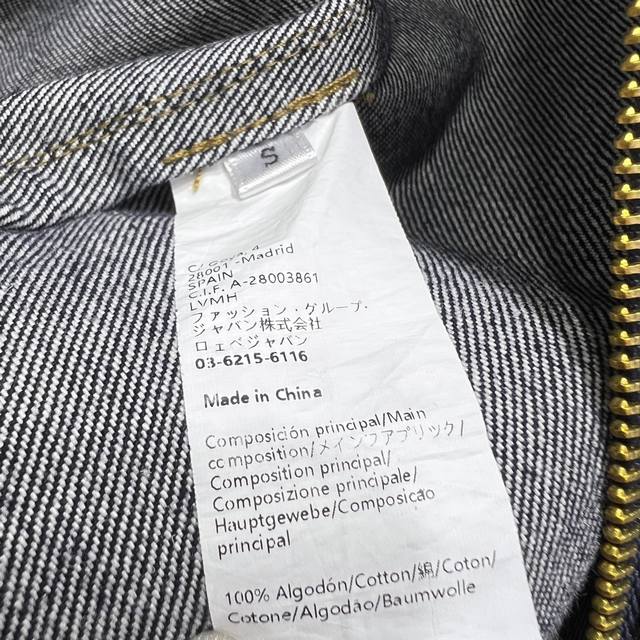 S
28001 - Madrid
SPAIN
C.I.F. A-28003861
LVMH
ファッション・グループ・
ジャパン株式会社
ロエベジャパン
03-6215-6116
Made in China
Composición principal/Main
composition/メインファブリック/
Composition principal/
Composizione principale/
Hauptgewebe/Composição
principal
100% Algodón/Cotton/綿/Coton/
Cotone/Algodão/Baumwolle